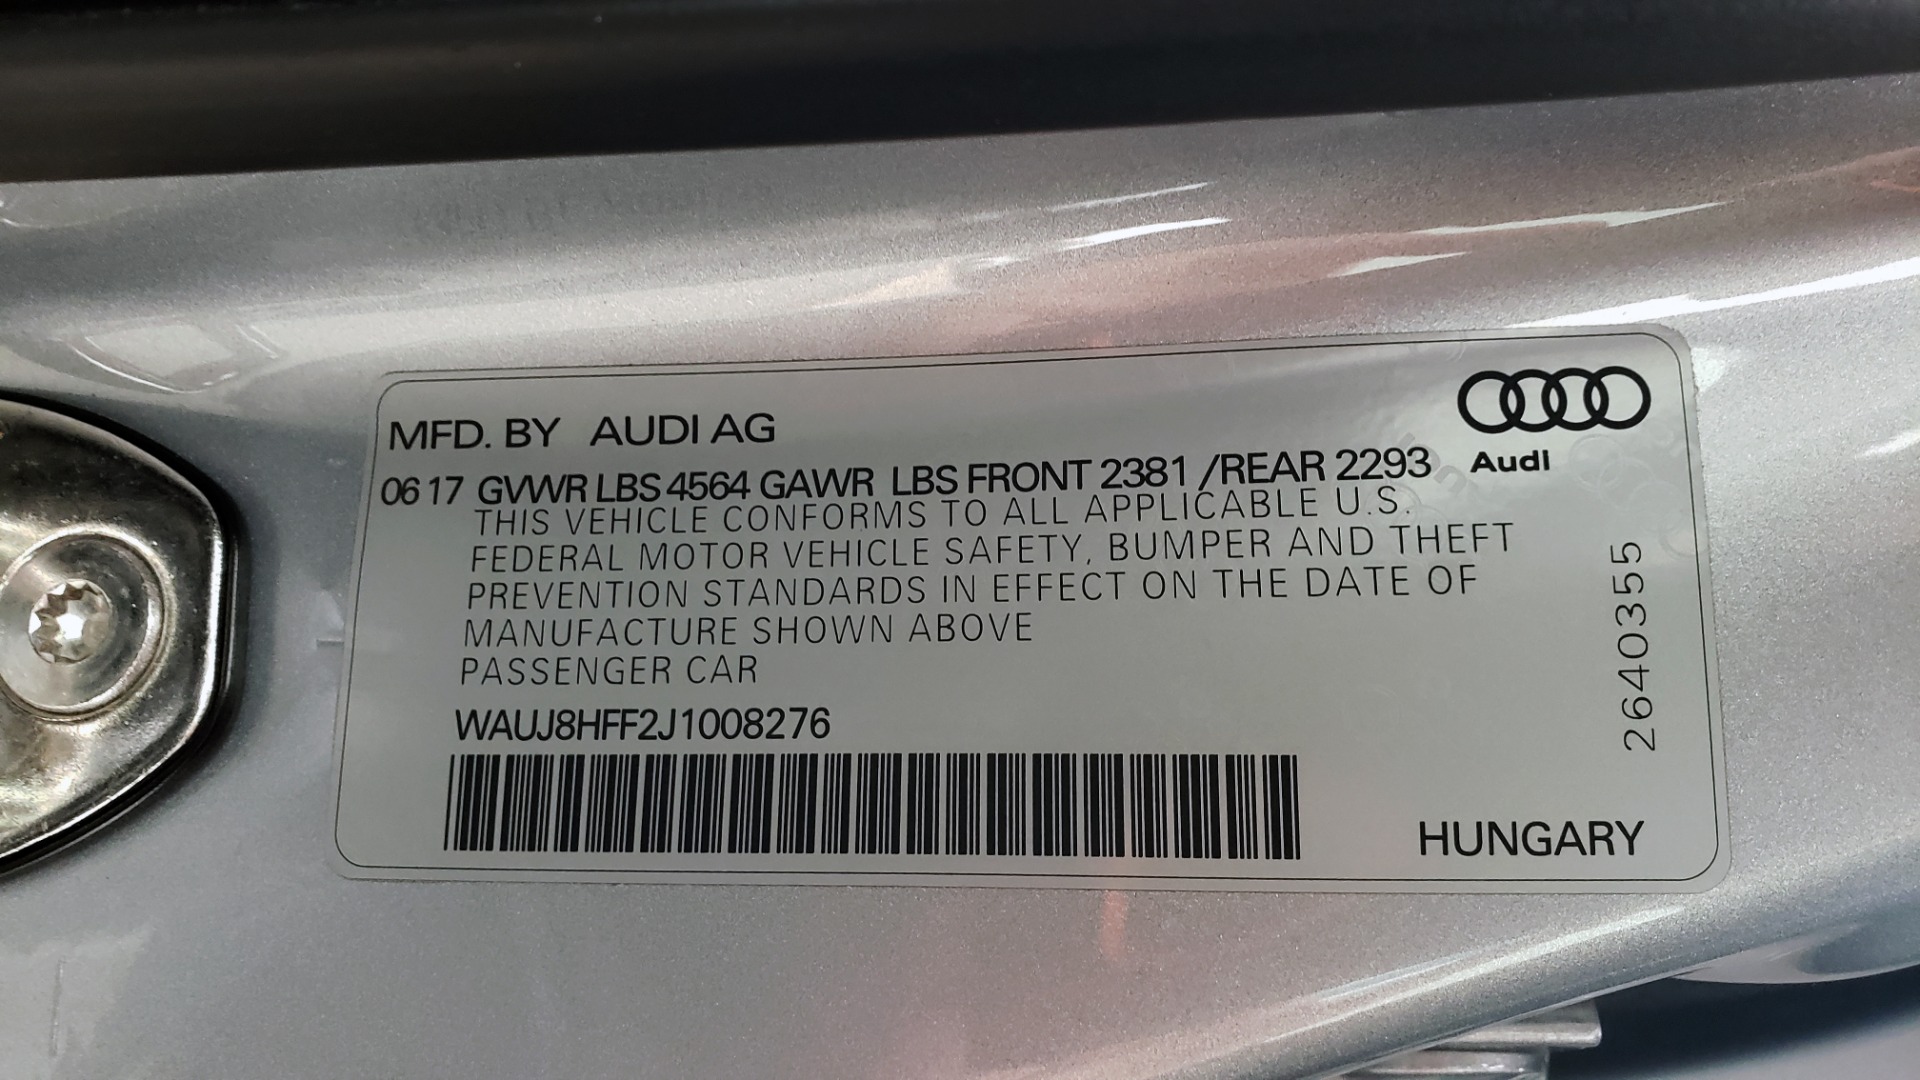 MFD. BY AUDI AG
06 17 GVWR LBS 4564 GAWR LBS FRONT 2381 /REAR 2293
THIS VEHICLE CONFORMS TO ALL APPLICABLE U.S.
FEDERAL MOTOR VEHICLE SAFETY, BUMPER AND THEFT
PREVENTION STANDARDS IN EFFECT ON THE DATE OF
MANUFACTURE SHOWN ABOVE
PASSENGER CAR
WAUJ8HFF2J1008276
Audi
2640355
HUNGARY